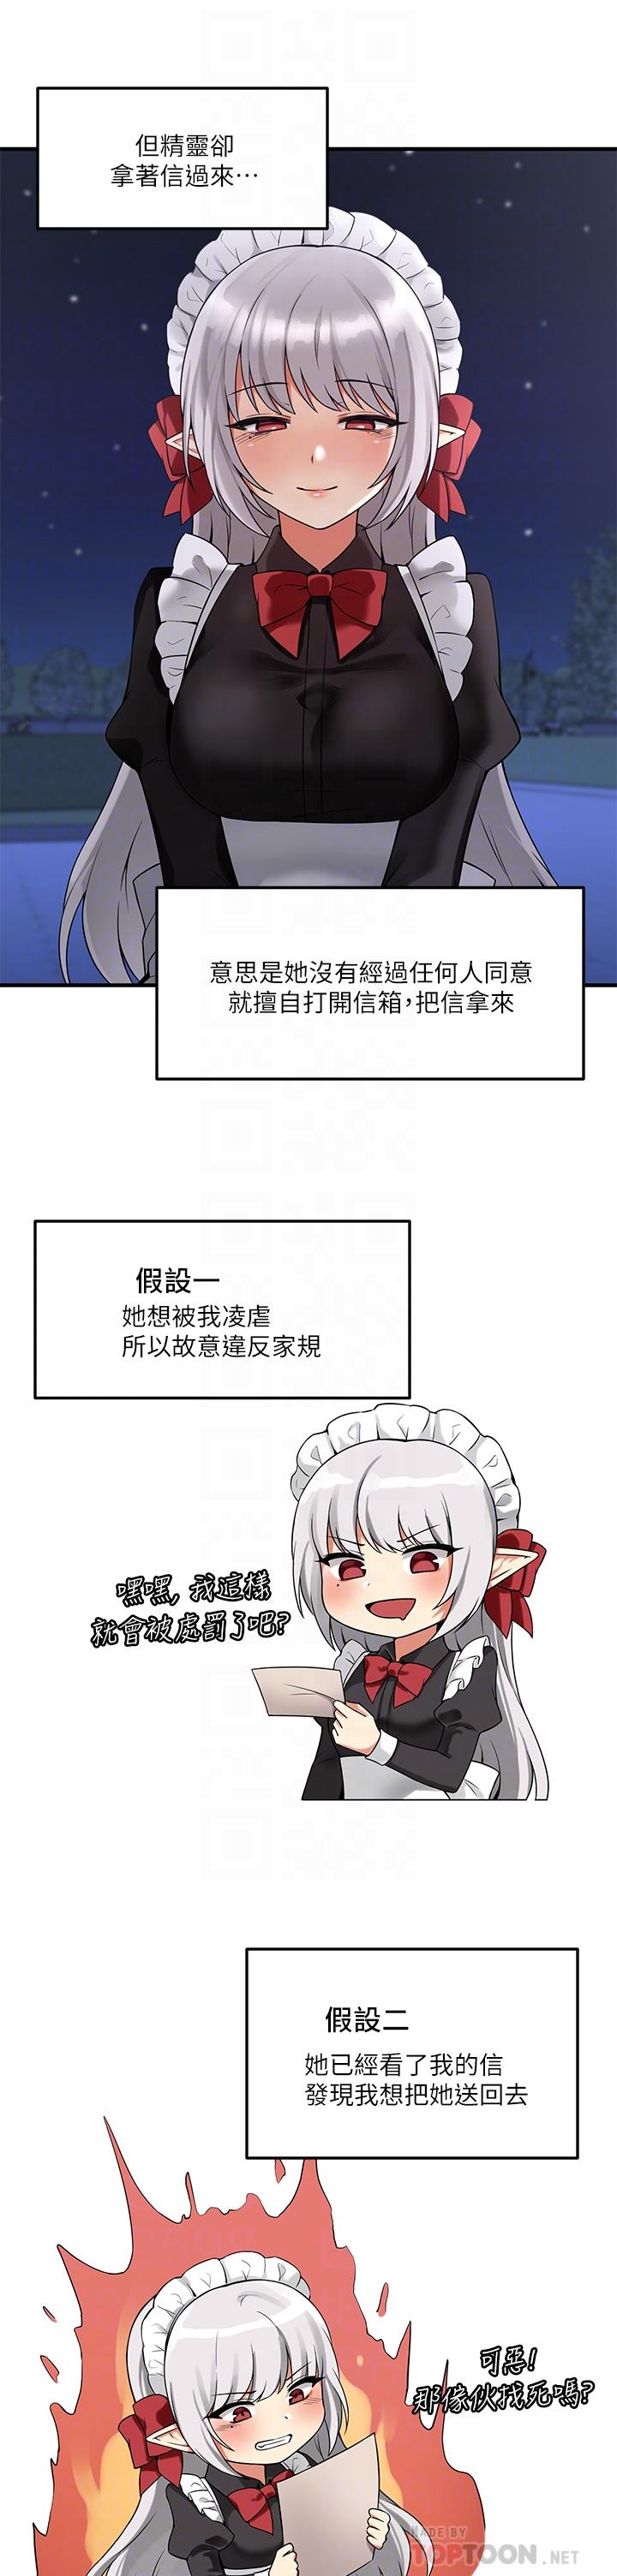 但精靈卻
拿著信過來…
意思是她沒有經過任何人同意
就擅自打開信箱，把信拿來
假設一
她想被我凌虐
所以故意違反家規
嘿嘿，我這樣
就會被處罰了吧？
假設二
她已經看了我的信
發現我想把她送回去
可惡！
那傢伙找死嗎？
MADE BY
TOPTOON.NET